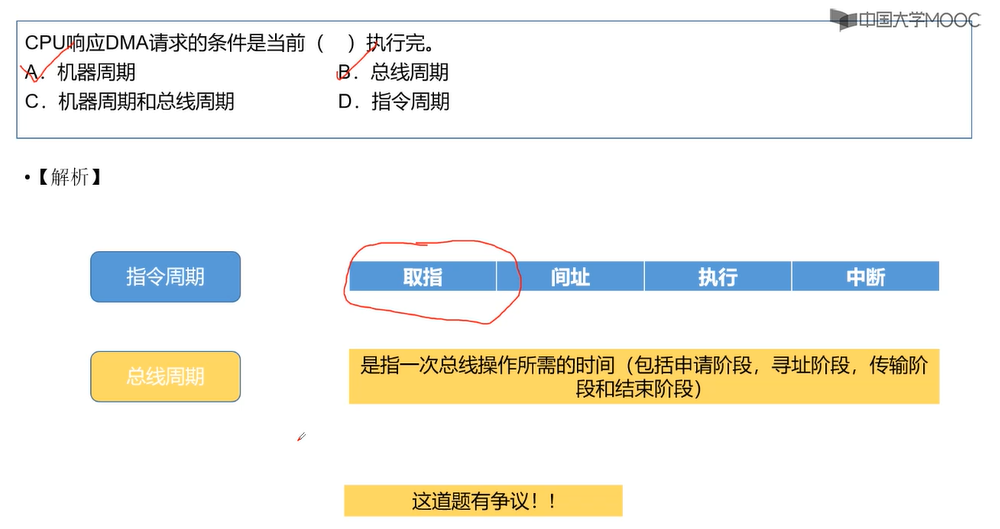 中国大学MOOC
CPU响应DMA请求的条件是当前（　）执行完。
A．机器周期　B．总线周期
C．机器周期和总线周期　D．指令周期
•【解析】
指令周期　取指　间址　执行　中断
总线周期
是指一次总线操作所需的时间（包括申请阶段，寻址阶段，传输阶
段和结束阶段）
这道题有争议！！